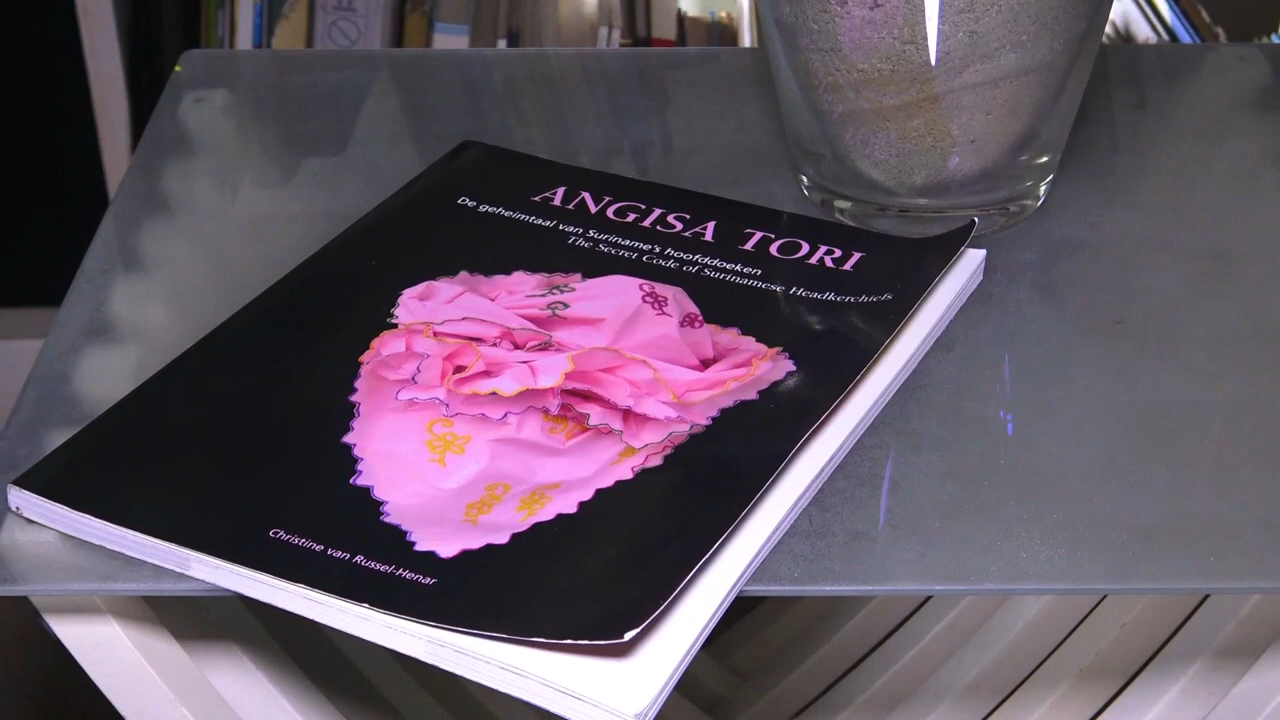 ANGISA TORI
De geheimtaal van Suriname's hoofddoeken
The Secret Code of Surinamese Headkerchiefs
Christine van Russel-Henar